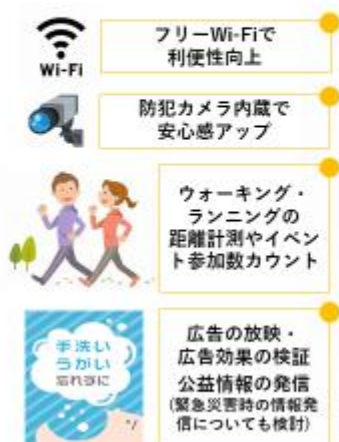 Wi-Fi
フリーWi-Fiで
利便性向上
防犯カメラ内蔵で
安心感アップ
ウォーキング・
ランニングの
距離計測やイベン
ト参加数カウント
手洗い
うがい
忘れずに
広告の放映・
広告効果の検証
公益情報の発信
(緊急災害時の情報発
信についても検討)